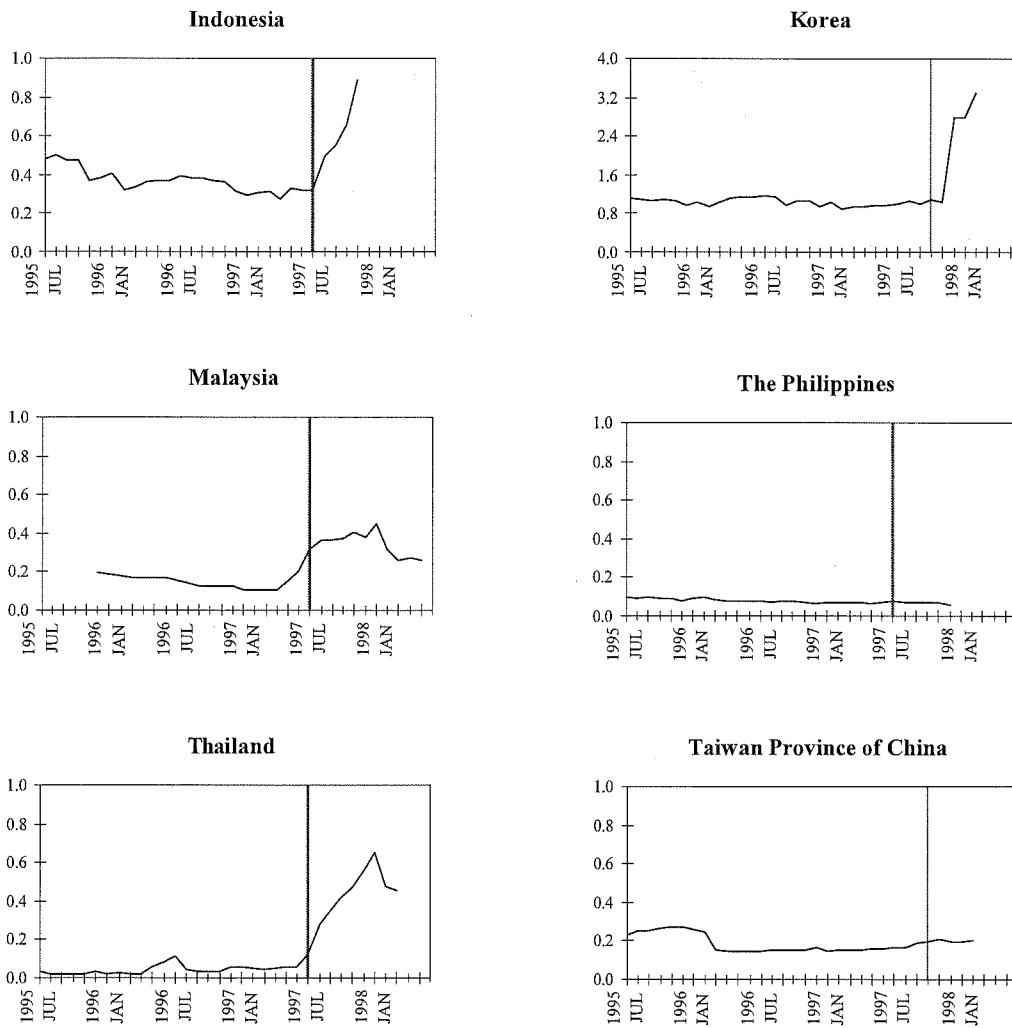 Indonesia
1.0
0.8
0.6
0.4
0.2
0.0
1995
JUL
1996
JAN
1996
JUL
1997
JAN
1997
JUL
1998
JAN
Korea
4.0
3.2
2.4
1.6
0.8
0.0
1995
JUL
1996
JAN
1996
JUL
1997
JAN
1997
JUL
1998
JAN
Malaysia
1.0
0.8
0.6
0.4
0.2
0.0
1995
JUL
1996
JAN
1996
JUL
1997
JAN
1997
JUL
1998
JAN
The Philippines
1.0
0.8
0.6
0.4
0.2
0.0
1995
JUL
1996
JAN
1996
JUL
1997
JAN
1997
JUL
1998
JAN
Thailand
1.0
0.8
0.6
0.4
0.2
0.0
1995
JUL
1996
JAN
1996
JUL
1997
JAN
1997
JUL
1998
JAN
Taiwan Province of China
1.0
0.8
0.6
0.4
0.2
0.0
1995
JUL
1996
JAN
1996
JUL
1997
JAN
1997
JUL
1998
JAN